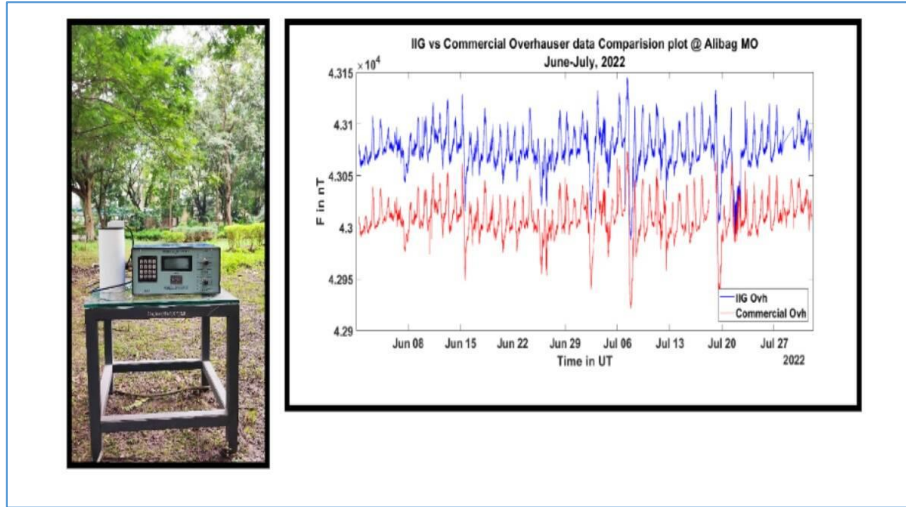 IIG vs Commercial Overhauser data Comparision plot @ Alibag MO
June-July, 2022
× 10⁴
4.315
4.31
4.305
4.3
4.295
4.29
F in nT
Jun 08 Jun 15 Jun 22 Jun 29 Jul 06 Jul 13 Jul 20 Jul 27
Time in UT
2022
IIG Ovh
Commercial Ovh